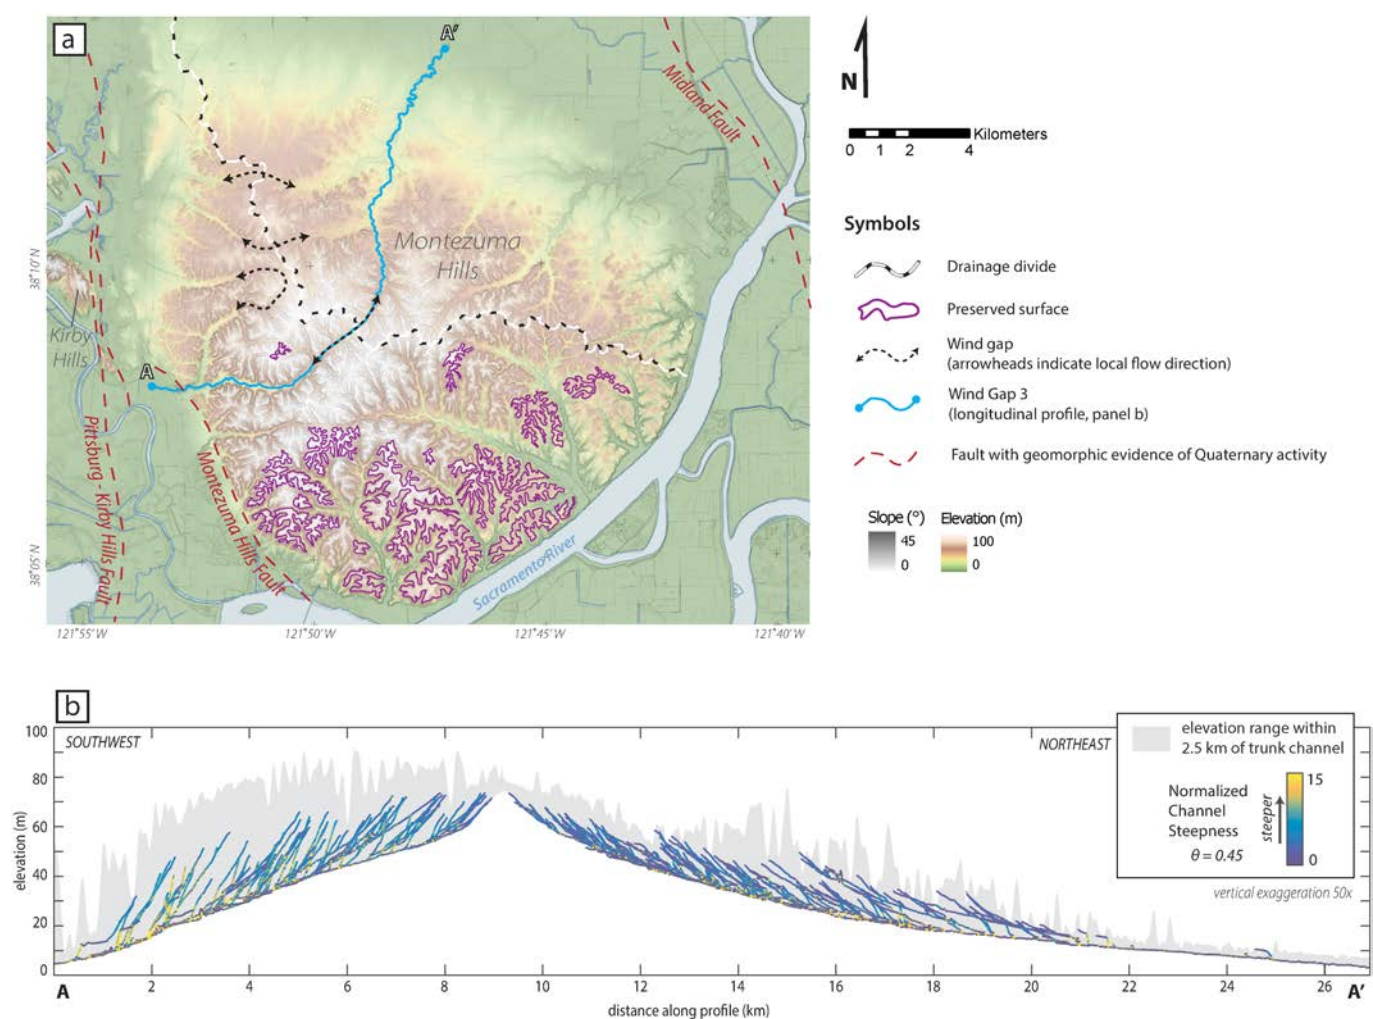 a
A'
Midland Fault
N
Kilometers
0 1 2 4
Symbols
Drainage divide
Preserved surface
Wind gap
(arrowheads indicate local flow direction)
Wind Gap 3
(longitudinal profile, panel b)
Fault with geomorphic evidence of Quaternary activity
Slope (°)
45
0
Elevation (m)
100
0
38°10' N
38°05' N
Montezuma
Hills
Kirby
Hills
A
Pittsburg - Kirby Hills Fault
Montezuma Hills Fault
Sacramento River
121°55' W
121°50' W
121°45' W
121°40' W
b
SOUTHWEST
NORTHEAST
elevation range within
2.5 km of trunk channel
Normalized
Channel
Steepness
θ = 0.45
steeper
15
0
vertical exaggeration 50x
elevation (m)
100
80
60
40
20
0
A
2 4 6 8 10 12 14 16 18 20 22 24 26
A'
distance along profile (km)